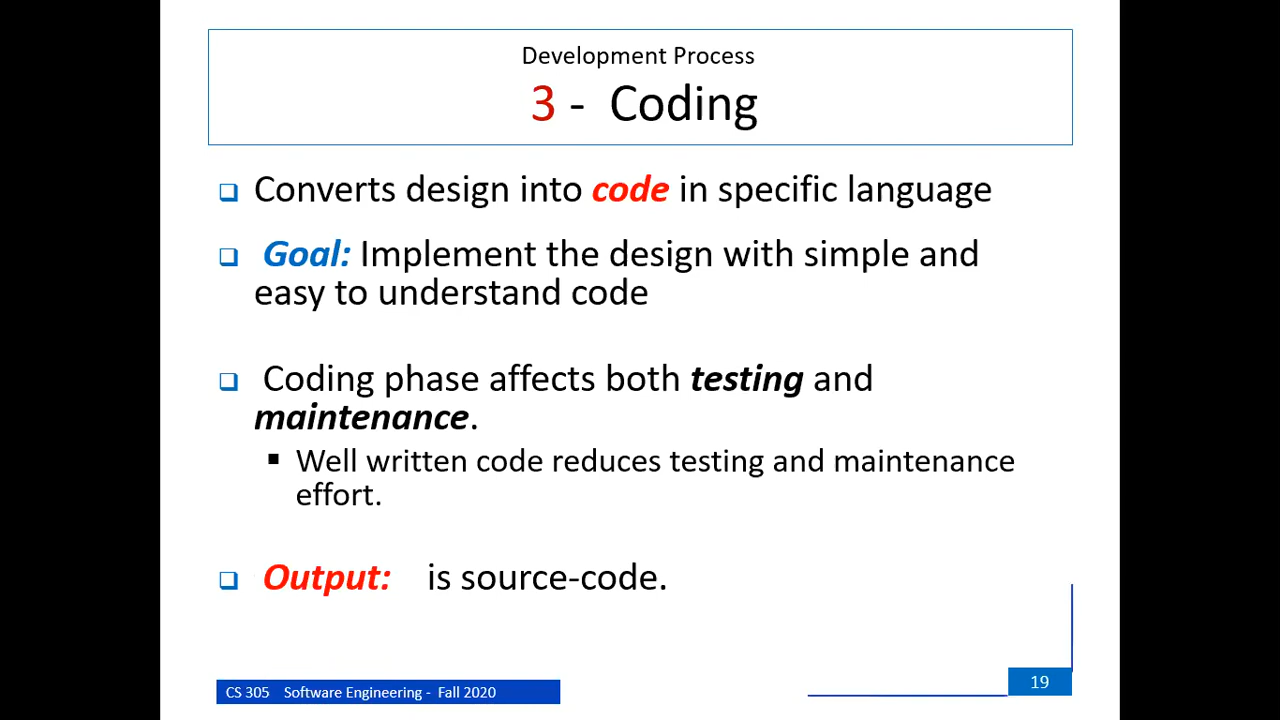 Development Process
3 - Coding
❑ Converts design into code in specific language
❑ Goal: Implement the design with simple and
easy to understand code
❑ Coding phase affects both testing and
maintenance.
▪ Well written code reduces testing and maintenance
effort.
❑ Output: is source-code.
CS 305 Software Engineering - Fall 2020
19